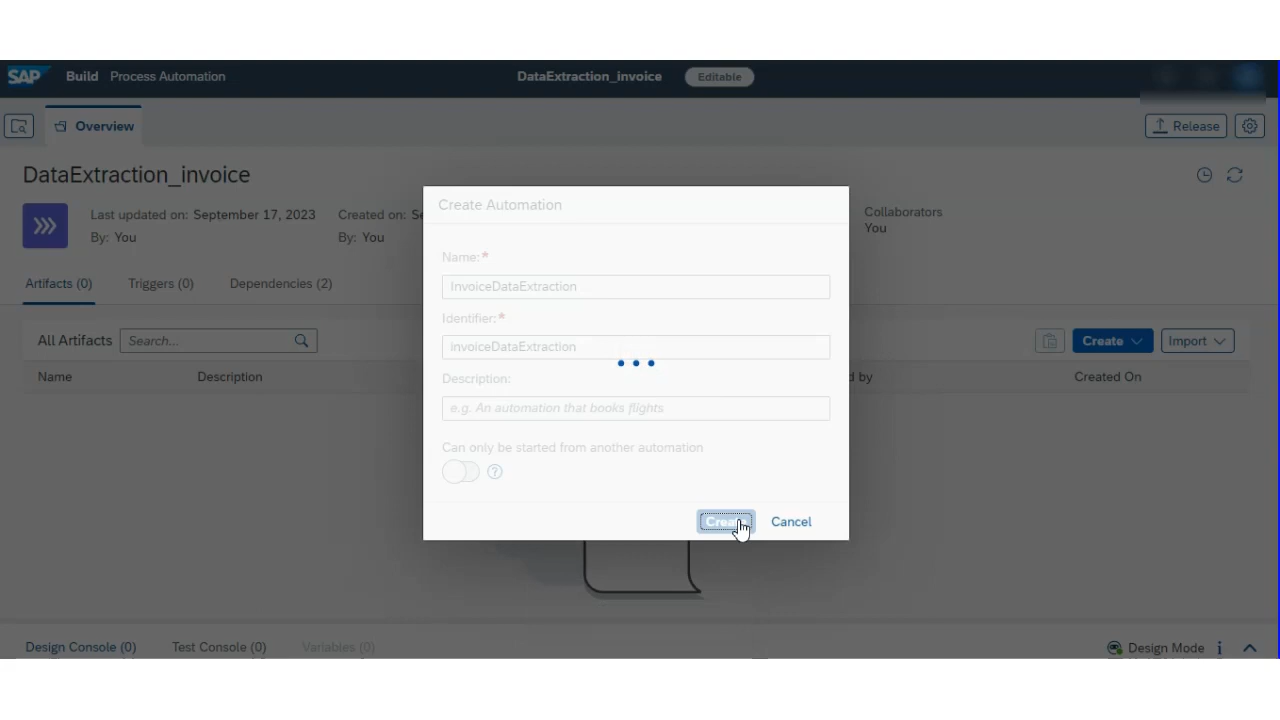 SAP Build Process Automation DataExtraction_invoice Editable
Overview Release
DataExtraction_invoice
Last updated on: September 17, 2023 Created on: Collaborators
By: You By: You You
Artifacts (0) Triggers (0) Dependencies (2)
All Artifacts Search... Create Import
Name Description d by Created On
Create Automation
Name:*
InvoiceDataExtraction
Identifier:*
invoiceDataExtraction
Description:
e.g. An automation that books flights
Can only be started from another automation
?
Create Cancel
Design Console (0) Test Console (0) Variables (0) Design Mode i